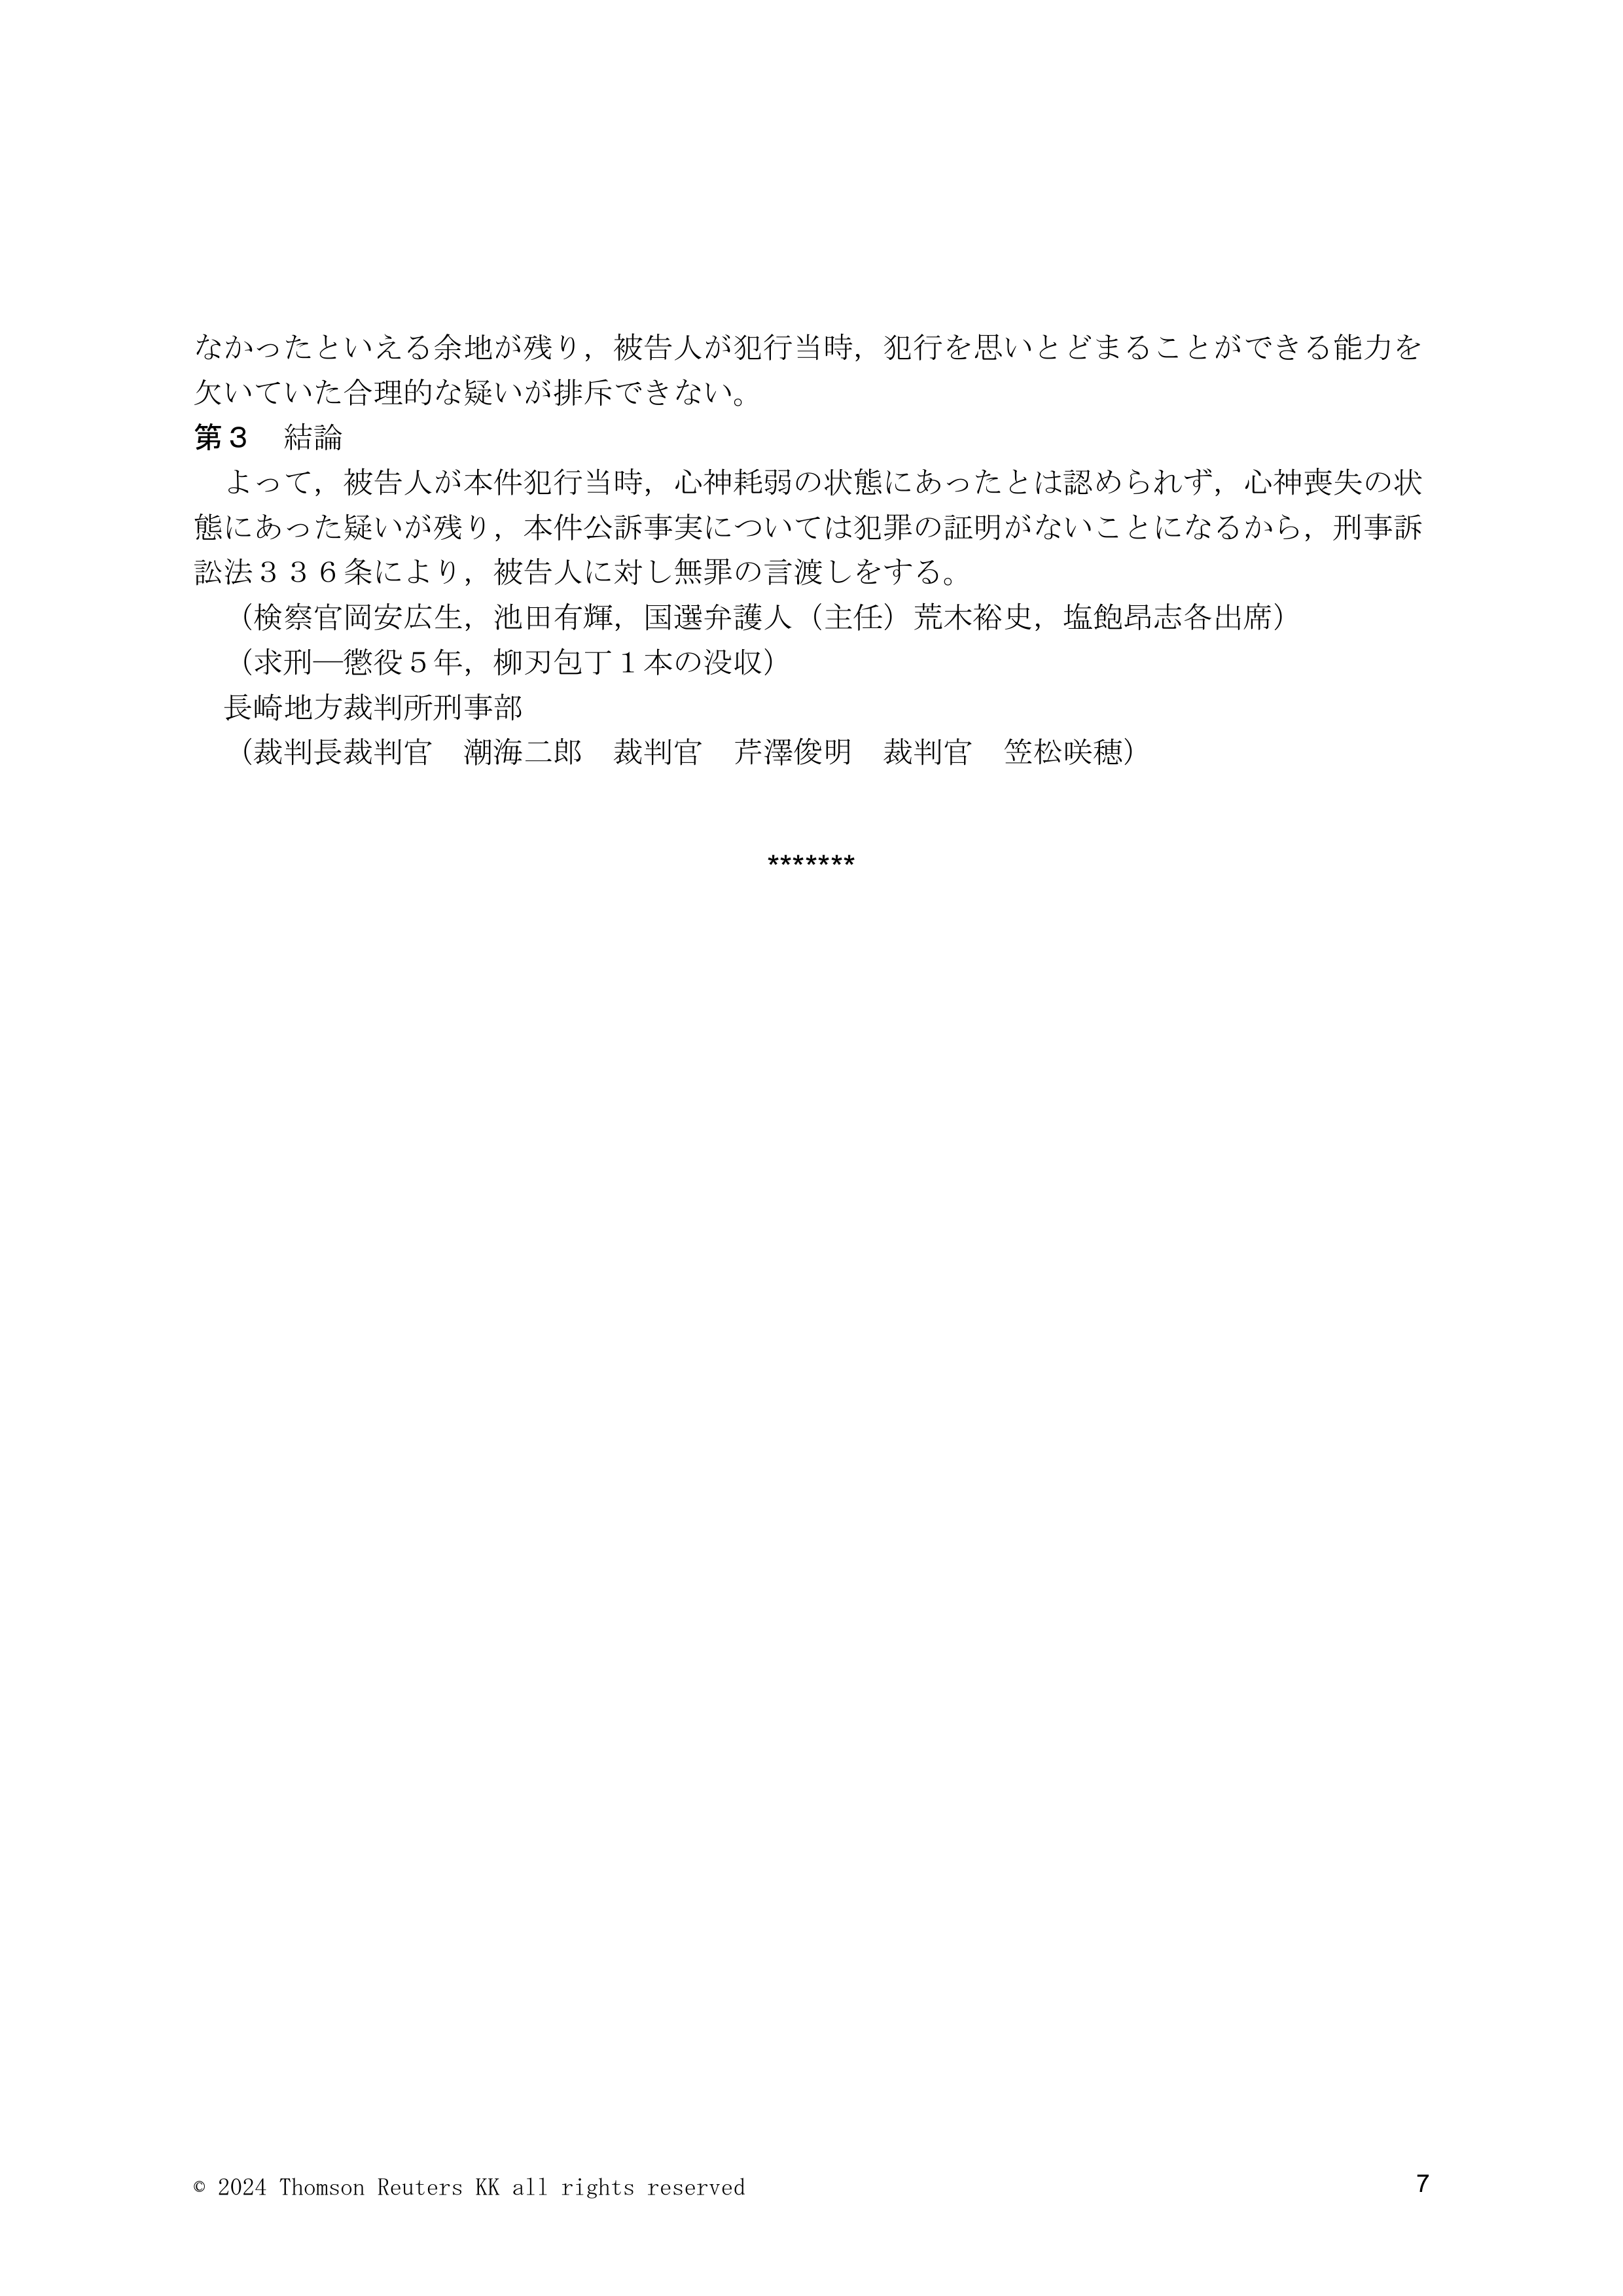 なかったといえる余地が残り，被告人が犯行当時，犯行を思いとどまることができる能力を
欠いていた合理的な疑いが排斥できない。
第３　結論
　よって，被告人が本件犯行当時，心神耗弱の状態にあったとは認められず，心神喪失の状
態にあった疑いが残り，本件公訴事実については犯罪の証明がないことになるから，刑事訴
訟法３３６条により，被告人に対し無罪の言渡しをする。
　（検察官岡安広生，池田有輝，国選弁護人（主任）荒木裕史，塩飽昂志各出席）
　（求刑―懲役５年，柳刃包丁１本の没収）
　長崎地方裁判所刑事部
　（裁判長裁判官　潮海二郎　裁判官　芹澤俊明　裁判官　笠松咲穂）
*******
© 2024 Thomson Reuters KK all rights reserved
7